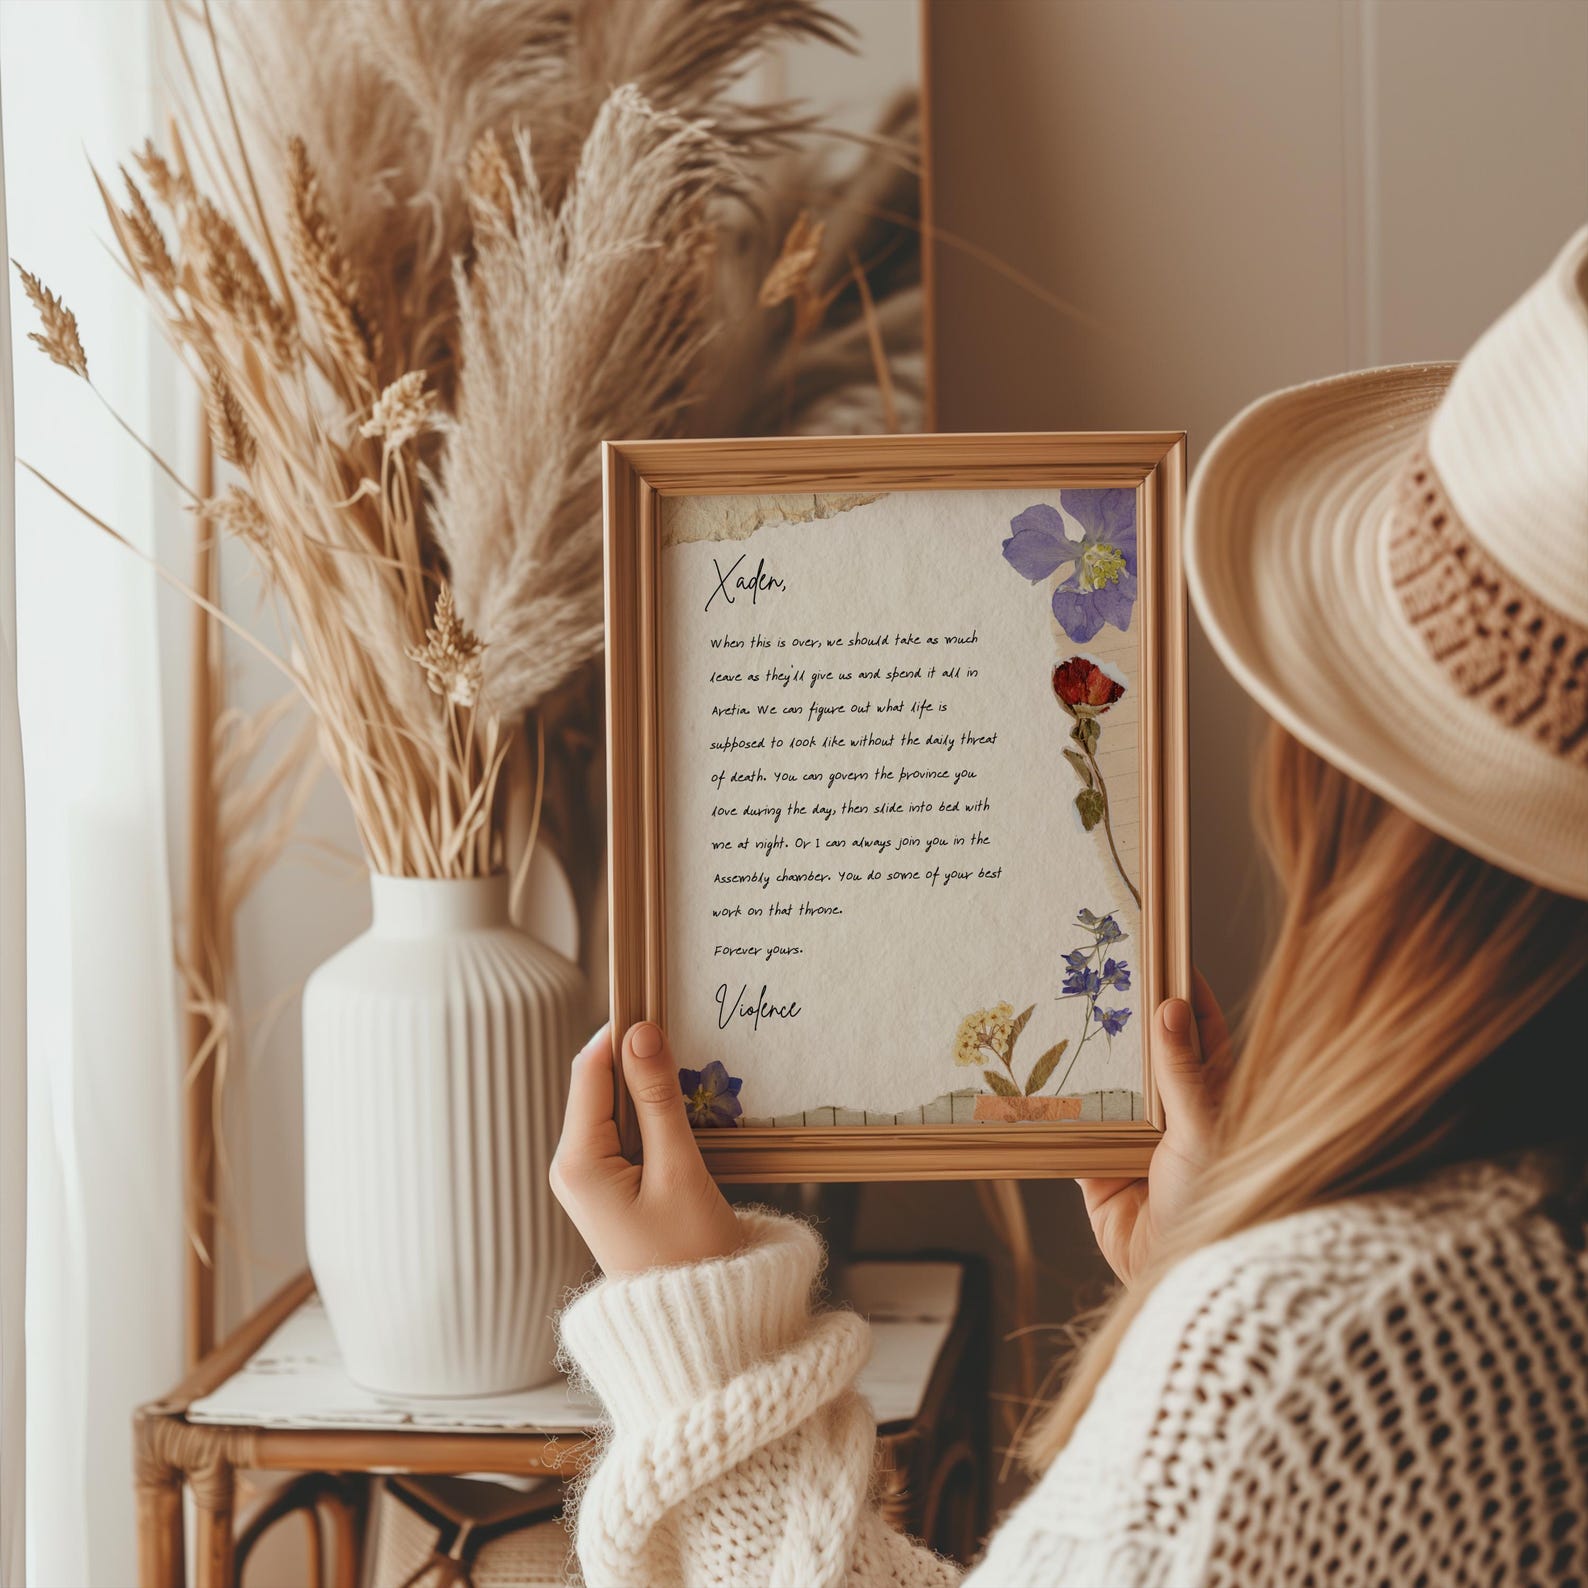 Xaden,
When this is over, we should take as much
leave as they'll give us and spend it all in
Aretia. We can figure out what life is
supposed to look like without the daily threat
of death. You can govern the province you
love during the day, then slide into bed with
me at night. Or I can always join you in the
Assembly chamber. You do some of your best
work on that throne.
Forever yours.
Violence